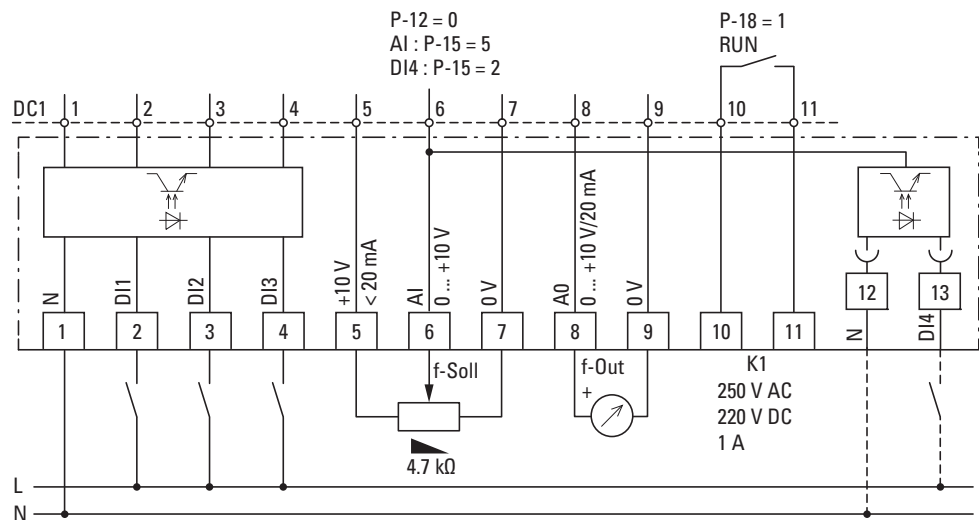 P-12 = 0
AI : P-15 = 5
DI4 : P-15 = 2
P-18 = 1
RUN
DC1 1 2 3 4 5 6 7 8 9 10 11
N
DI1
DI2
DI3
+10 V
< 20 mA
AI
0 ... +10 V
0 V
A0
0 ... +10 V/20 mA
0 V
12 13
N
DI4
1 2 3 4 5 6 7 8 9 10 11
f-Soll
f-Out
+
4.7 kΩ
K1
250 V AC
220 V DC
1 A
L
N